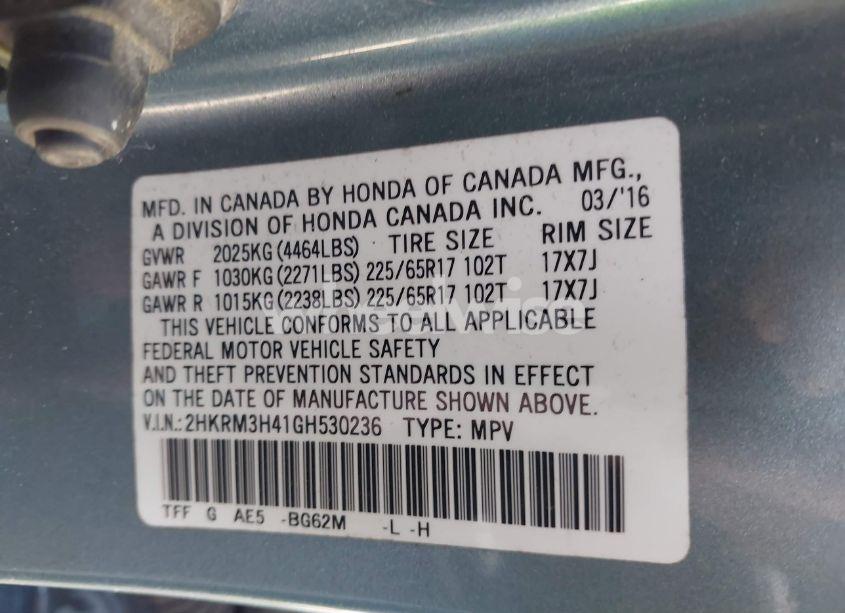 MFD. IN CANADA BY HONDA OF CANADA MFG.,
A DIVISION OF HONDA CANADA INC. 03/'16
GVWR 2025KG (4464LBS) TIRE SIZE RIM SIZE
GAWR F 1030KG (2271LBS) 225/65R17 102T 17X7J
GAWR R 1015KG (2238LBS) 225/65R17 102T 17X7J
THIS VEHICLE CONFORMS TO ALL APPLICABLE
FEDERAL MOTOR VEHICLE SAFETY
AND THEFT PREVENTION STANDARDS IN EFFECT
ON THE DATE OF MANUFACTURE SHOWN ABOVE.
V.I.N.: 2HKRM3H41GH530236 TYPE: MPV
TFF G AE5 -BG62M -L -H